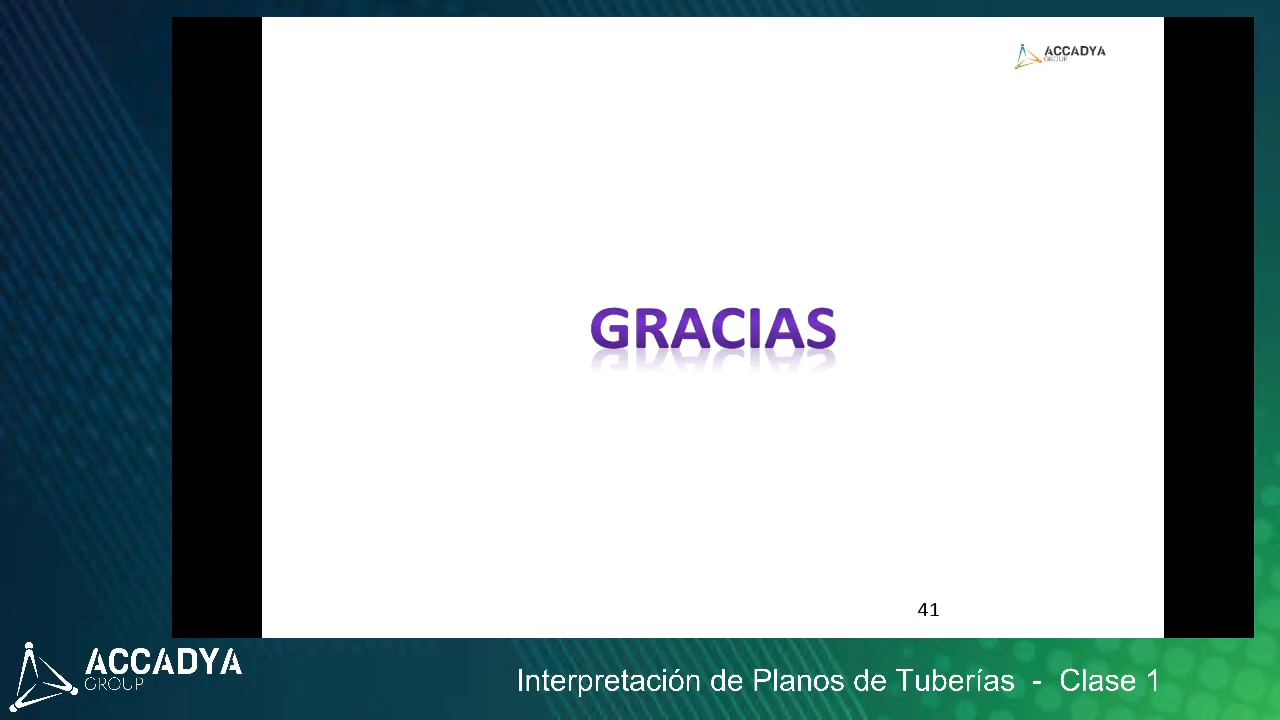 ACCADYA
GROUP
GRACIAS
41
ACCADYA
GROUP
Interpretación de Planos de Tuberías - Clase 1